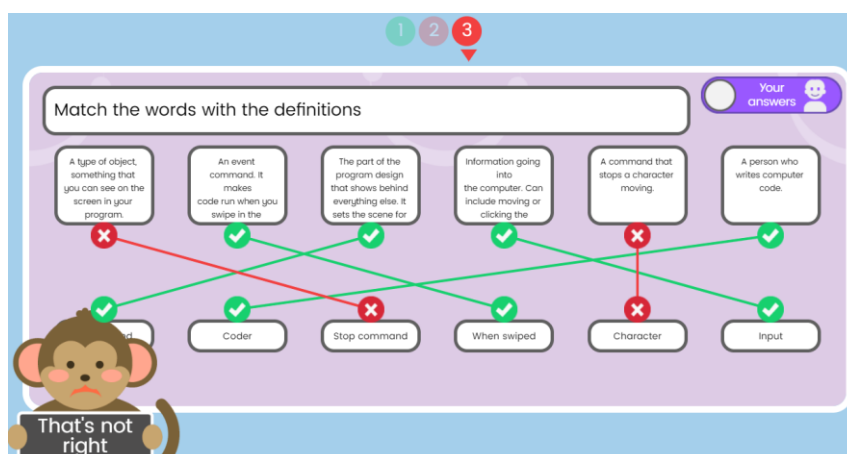 1 2 3
Your
answers
Match the words with the definitions
A type of object,
something that
you can see on the
screen in your
program.
An event
command. It
makes
code run when you
swipe in the
The part of the
program design
that shows behind
everything else. It
sets the scene for
Information going
into
the computer. Can
include moving or
clicking the
A command that
stops a character
moving.
A person who
writes computer
code.
Coder
Stop command
When swiped
Character
Input
That's not
right